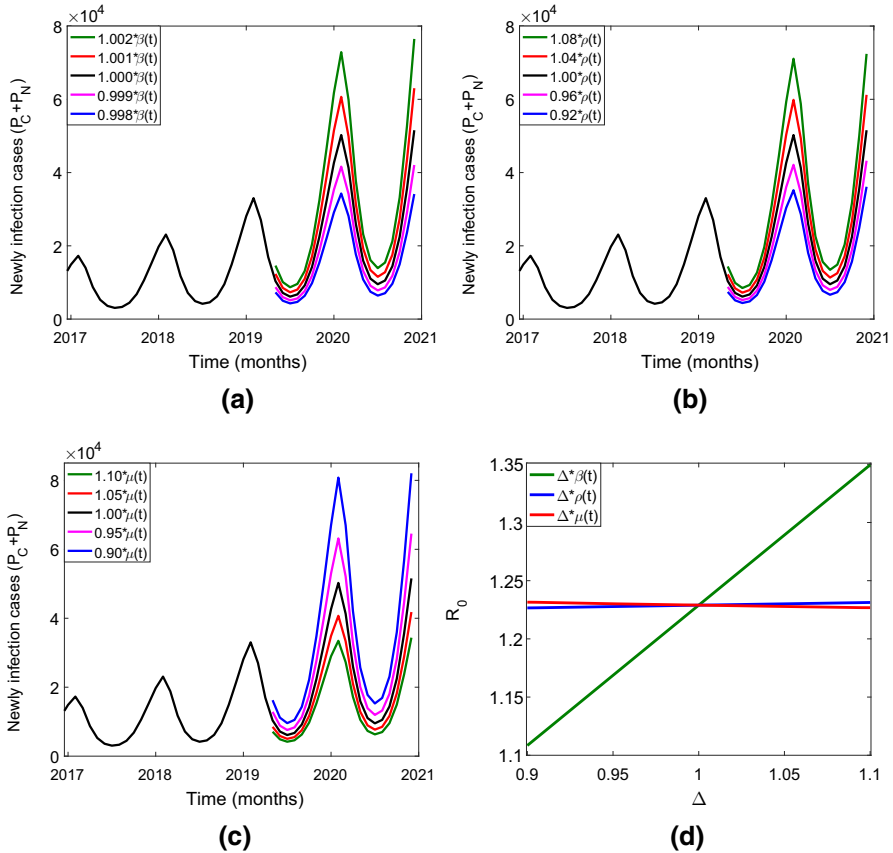 ×10⁴
1.002*β(t)
1.001*β(t)
1.000*β(t)
0.999*β(t)
0.998*β(t)
Newly infection cases (P_C+P_N)
8
6
4
2
0
2017 2018 2019 2020 2021
Time (months)
(a)
×10⁴
1.08*ρ(t)
1.04*ρ(t)
1.00*ρ(t)
0.96*ρ(t)
0.92*ρ(t)
Newly infection cases (P_C+P_N)
8
6
4
2
0
2017 2018 2019 2020 2021
Time (months)
(b)
×10⁴
1.10*μ(t)
1.05*μ(t)
1.00*μ(t)
0.95*μ(t)
0.90*μ(t)
Newly infection cases (P_C+P_N)
8
6
4
2
0
2017 2018 2019 2020 2021
Time (months)
(c)
Δ*β(t)
Δ*ρ(t)
Δ*μ(t)
R_0
1.35
1.3
1.25
1.2
1.15
1.1
0.9 0.95 1 1.05 1.1
Δ
(d)